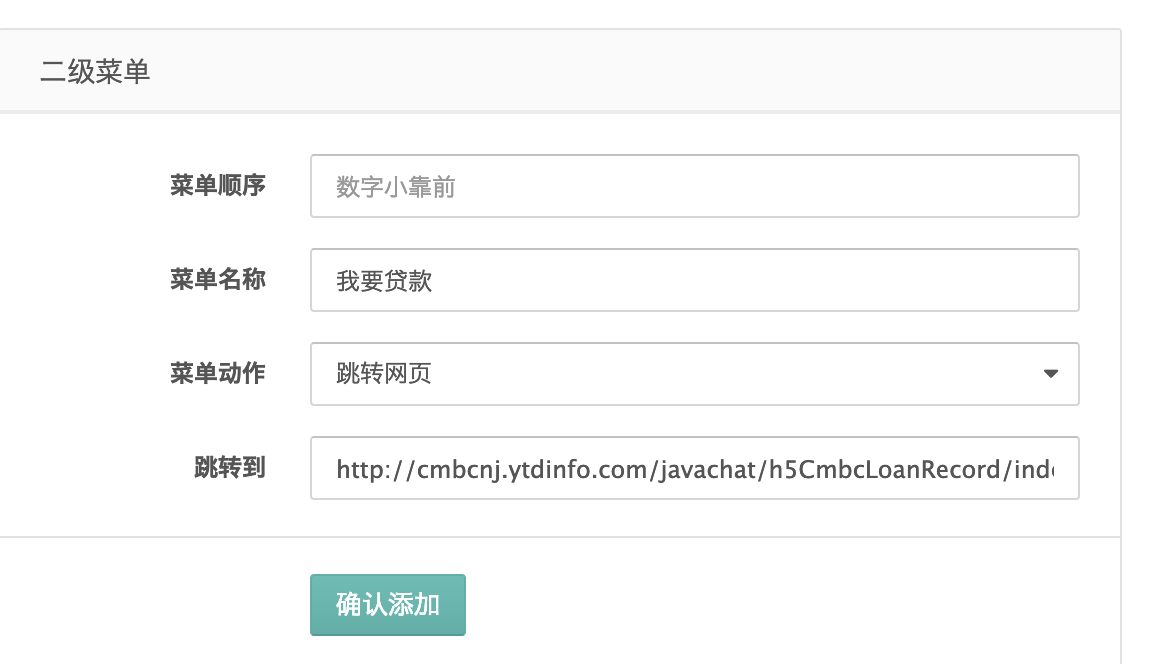 二级菜单
菜单顺序 数字小靠前
菜单名称 我要贷款
菜单动作 跳转网页
跳转到 http://cmbcnj.ytdinfo.com/javachat/h5CmbcLoanRecord/inde
确认添加